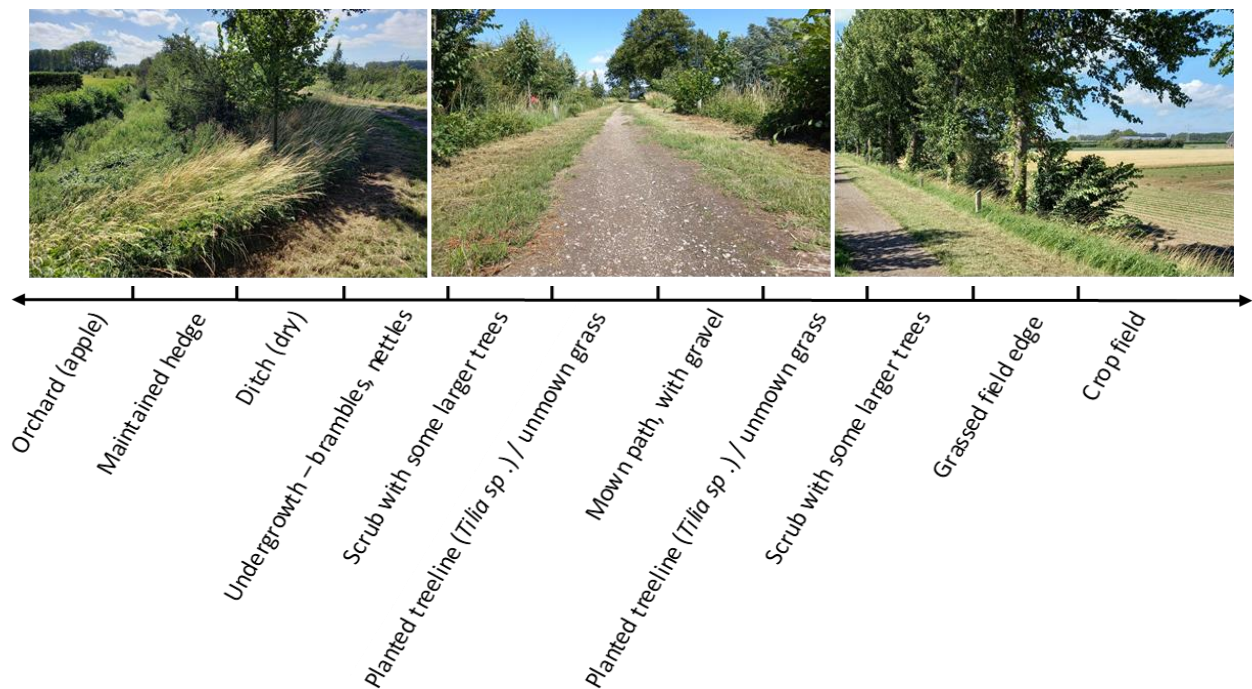 Orchard (apple)
Maintained hedge
Ditch (dry)
Undergrowth – brambles, nettles
Scrub with some larger trees
Planted treeline (Tilia sp.) / unmown grass
Mown path, with gravel
Planted treeline (Tilia sp.) / unmown grass
Scrub with some larger trees
Grassed field edge
Crop field